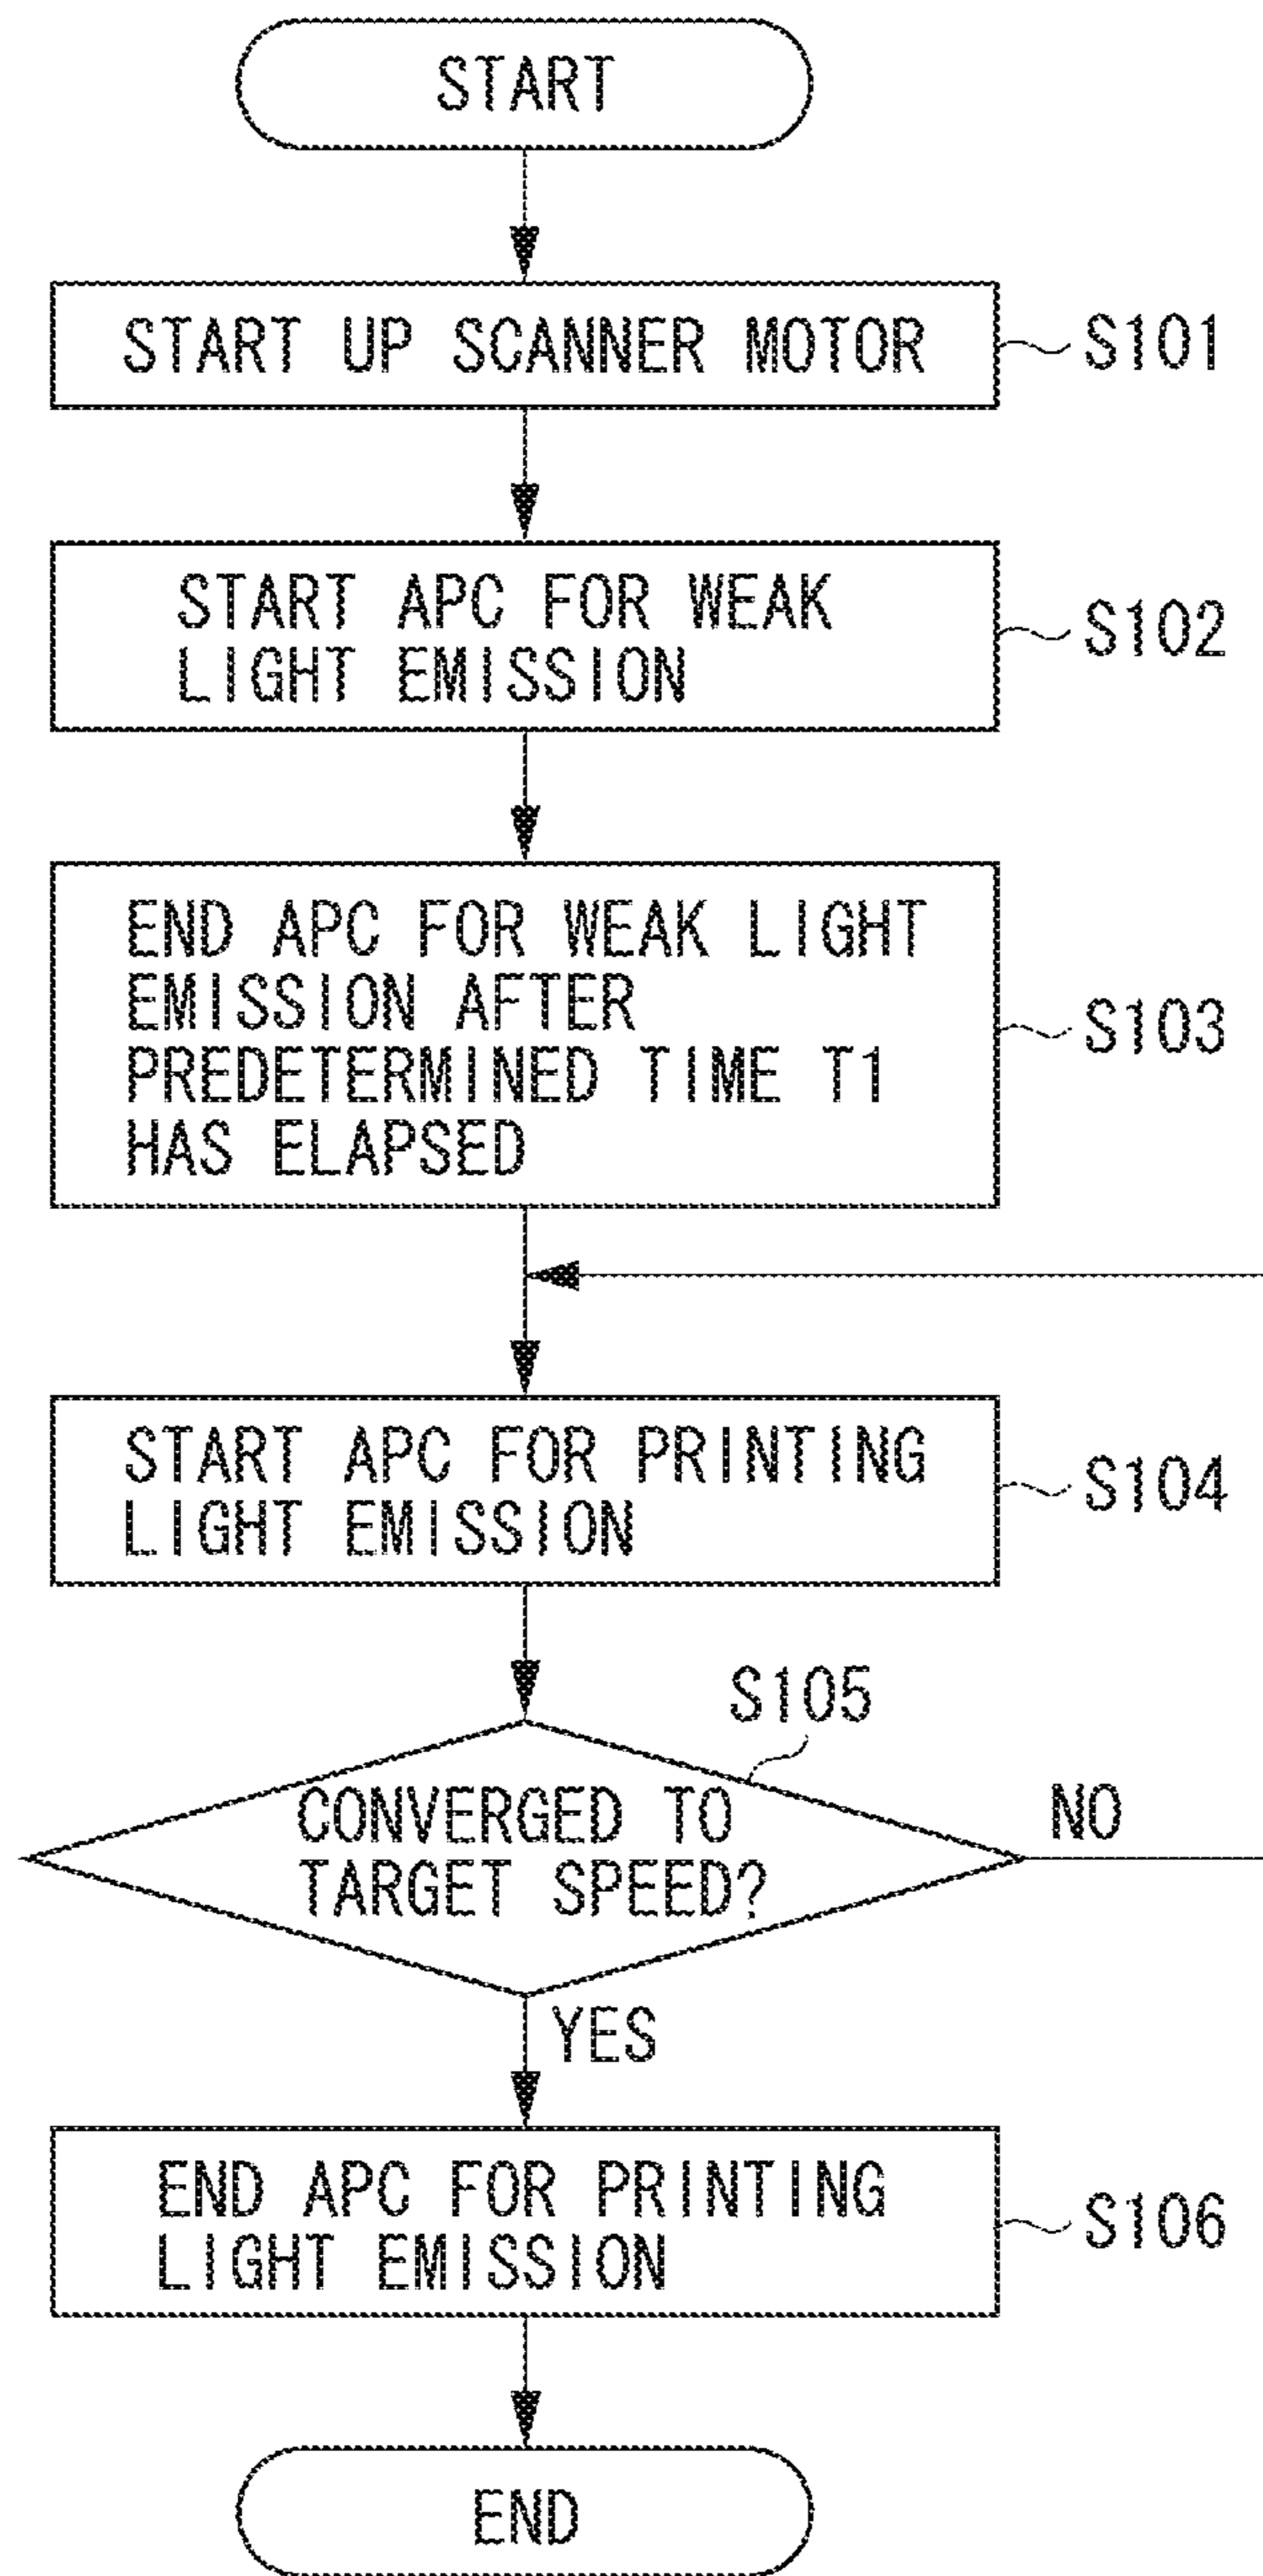 START
START UP SCANNER MOTOR
S101
START APC FOR WEAK
LIGHT EMISSION
S102
END APC FOR WEAK LIGHT
EMISSION AFTER
PREDETERMINED TIME T1
HAS ELAPSED
S103
START APC FOR PRINTING
LIGHT EMISSION
S104
S105
CONVERGED TO
TARGET SPEED?
NO
YES
END APC FOR PRINTING
LIGHT EMISSION
S106
END